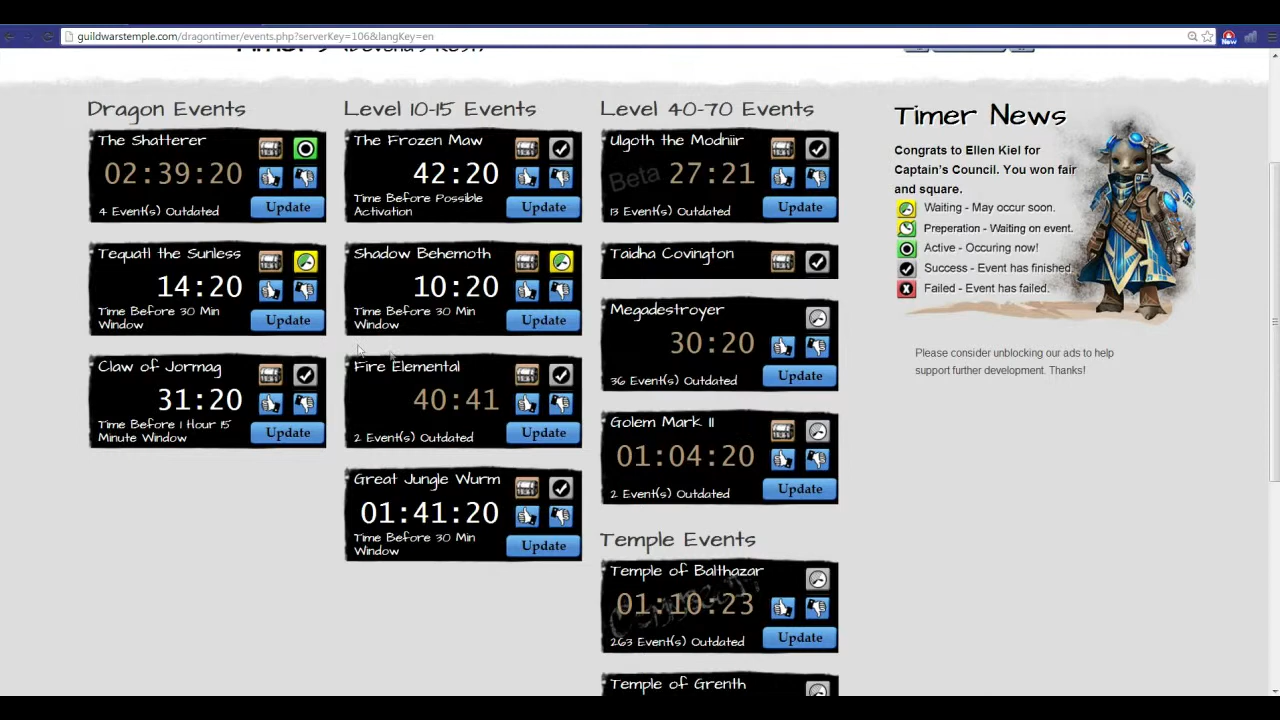 guildwarstemple.com/dragontimer/events.php?serverKey=106&langKey=en
New
Dragon Events
The Shatterer
02:39:20
4 Event(s) Outdated
Update
Tequatl the Sunless
14:20
Time Before 30 Min
Window
Update
Claw of Jormag
31:20
Time Before 1 Hour 15
Minute Window
Update
Level 10-15 Events
The Frozen Maw
42:20
Time Before Possible
Activation
Update
Shadow Behemoth
10:20
Time Before 30 Min
Window
Update
Fire Elemental
40:41
2 Event(s) Outdated
Update
Great Jungle Wurm
01:41:20
Time Before 30 Min
Window
Update
Level 40-70 Events
Ulgoth the Modniir
Beta
27:21
13 Event(s) Outdated
Update
Taidha Covington
Megadestroyer
30:20
36 Event(s) Outdated
Update
Golem Mark II
01:04:20
2 Event(s) Outdated
Update
Temple Events
Temple of Balthazar
01:10:23
263 Event(s) Outdated
Update
Temple of Grenth
Timer News
Congrats to Ellen Kiel for
Captain's Council. You won fair
and square.
Waiting - May occur soon.
Preparation - Waiting on event.
Active - Occuring now!
Success - Event has finished.
Failed - Event has failed.
Please consider unblocking our ads to help
support further development. Thanks!